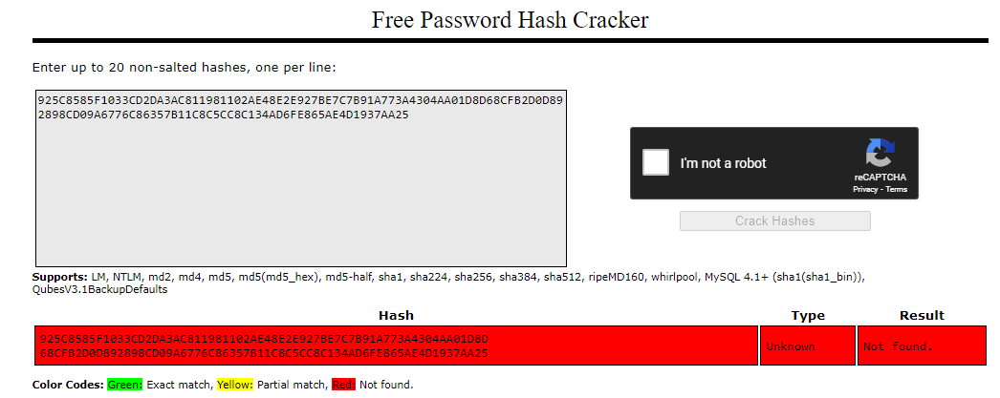 Free Password Hash Cracker
Enter up to 20 non-salted hashes, one per line:
925C8585F1033CD2DA3AC811981102AE48E2E927BE7C7B91A773A4304AA01D8D68CFB2D0D89
2898CD09A6776C86357B11C8C5CC8C134AD6FE865AE4D1937AA25
I'm not a robot
reCAPTCHA
Privacy - Terms
Crack Hashes
Supports: LM, NTLM, md2, md4, md5, md5(md5_hex), md5-half, sha1, sha224, sha256, sha384, sha512, ripeMD160, whirlpool, MySQL 4.1+ (sha1(sha1_bin)),
QubesV3.1BackupDefaults
Hash Type Result
925C8585F1033CD2DA3AC811981102AE48E2E927BE7C7B91A773A4304AA01D8D
68CFB2D0D892898CD09A6776C86357B11C8C5CC8C134AD6FE865AE4D1937AA25
Unknown
Not found.
Color Codes: Green: Exact match, Yellow: Partial match, Red: Not found.